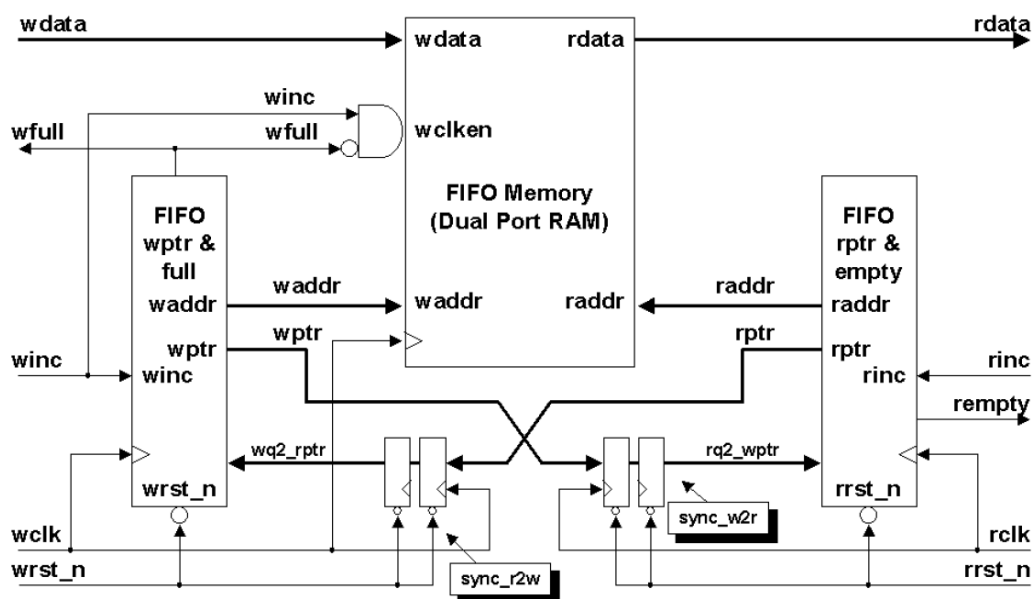 wdata
wdata
rdata
rdata
winc
wfull
wfull
wclken
FIFO Memory
(Dual Port RAM)
FIFO
wptr &
full
FIFO
rptr &
empty
waddr
waddr
waddr
raddr
raddr
raddr
wptr
wptr
rptr
rptr
winc
winc
rinc
rinc
rempty
wq2_rptr
rq2_wptr
wrst_n
rrst_n
sync_w2r
wclk
rclk
wrst_n
sync_r2w
rrst_n